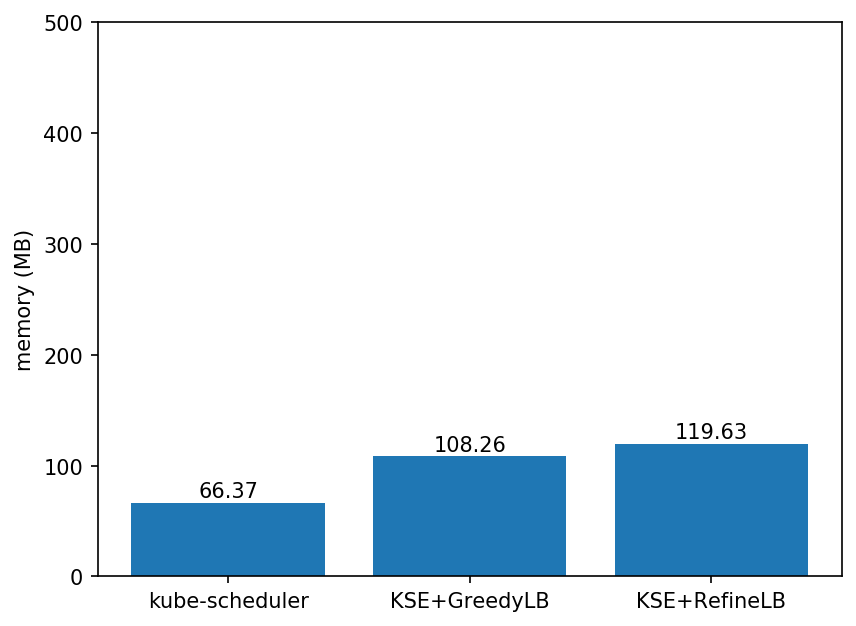 500
400
300
200
100
0
memory (MB)
66.37
108.26
119.63
kube-scheduler
KSE+GreedyLB
KSE+RefineLB